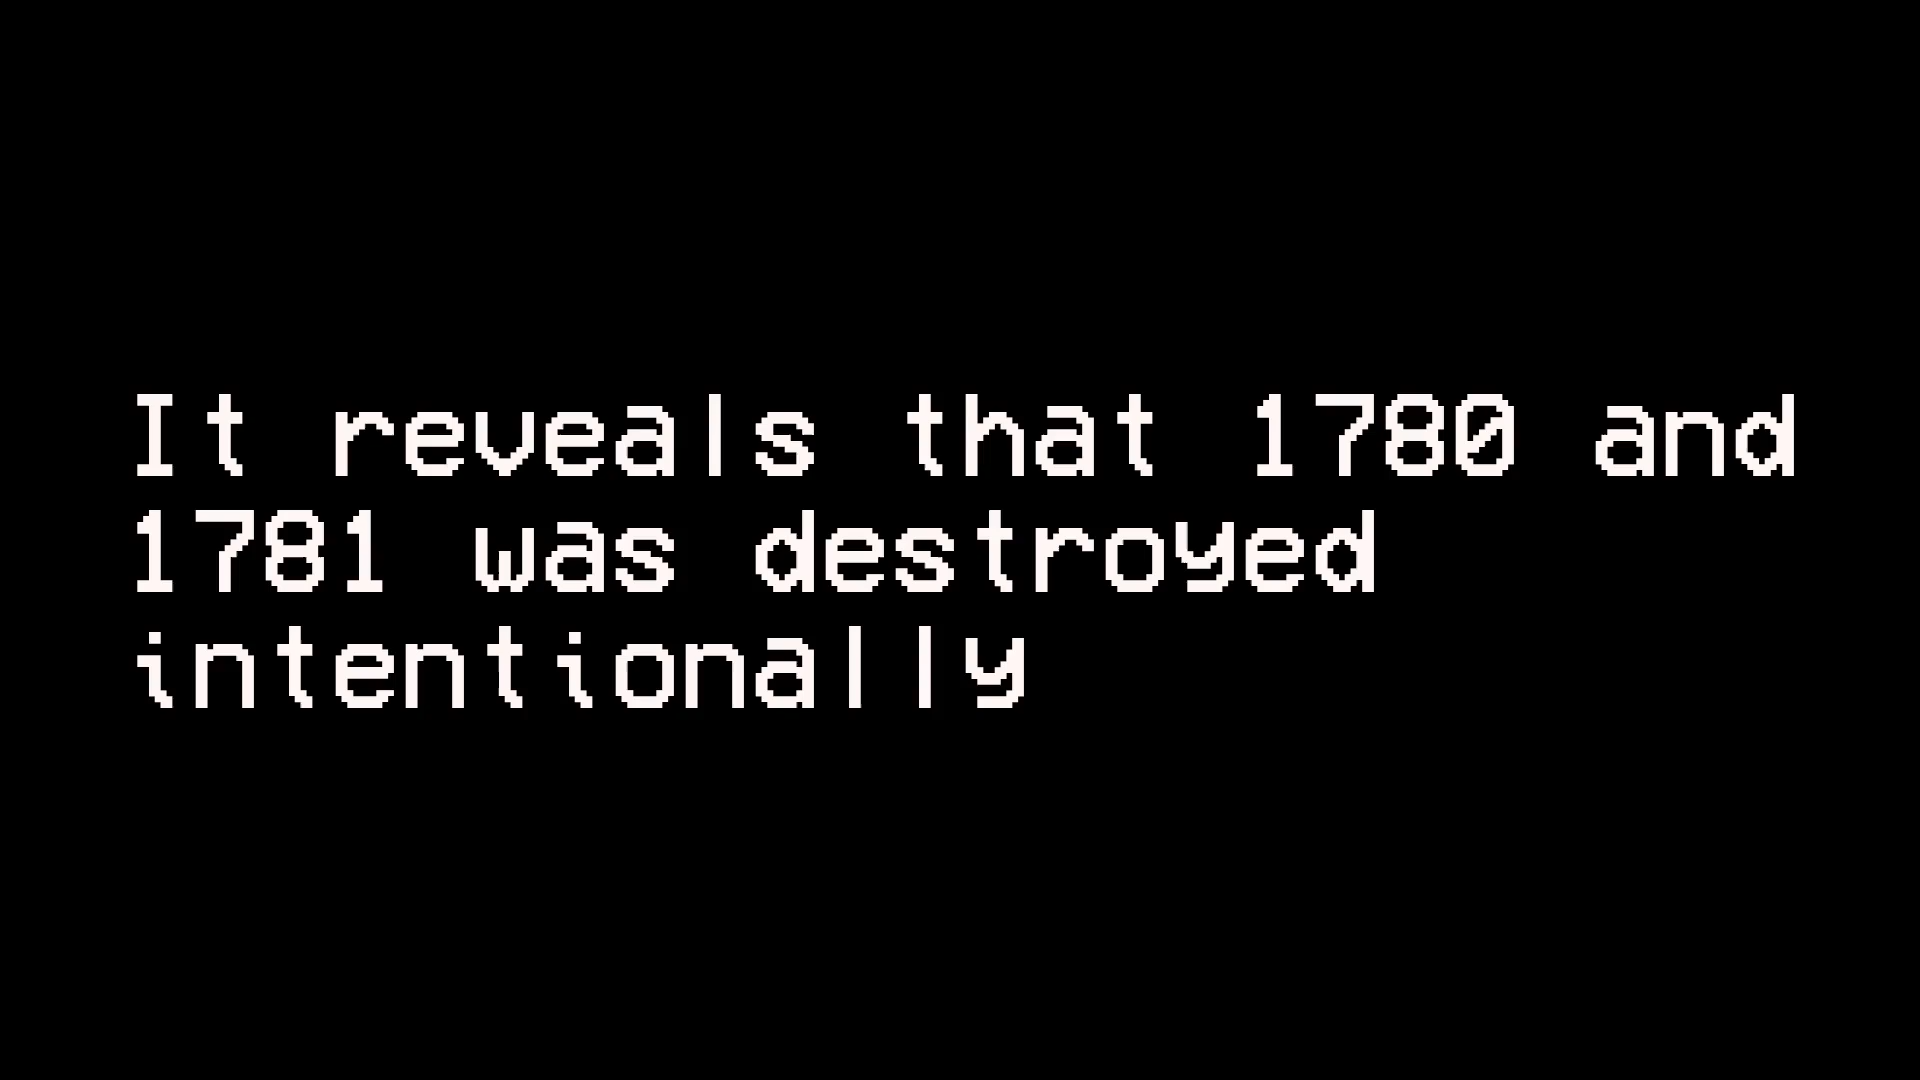 It reveals that 1780 and
1781 was destroyed
intentionally